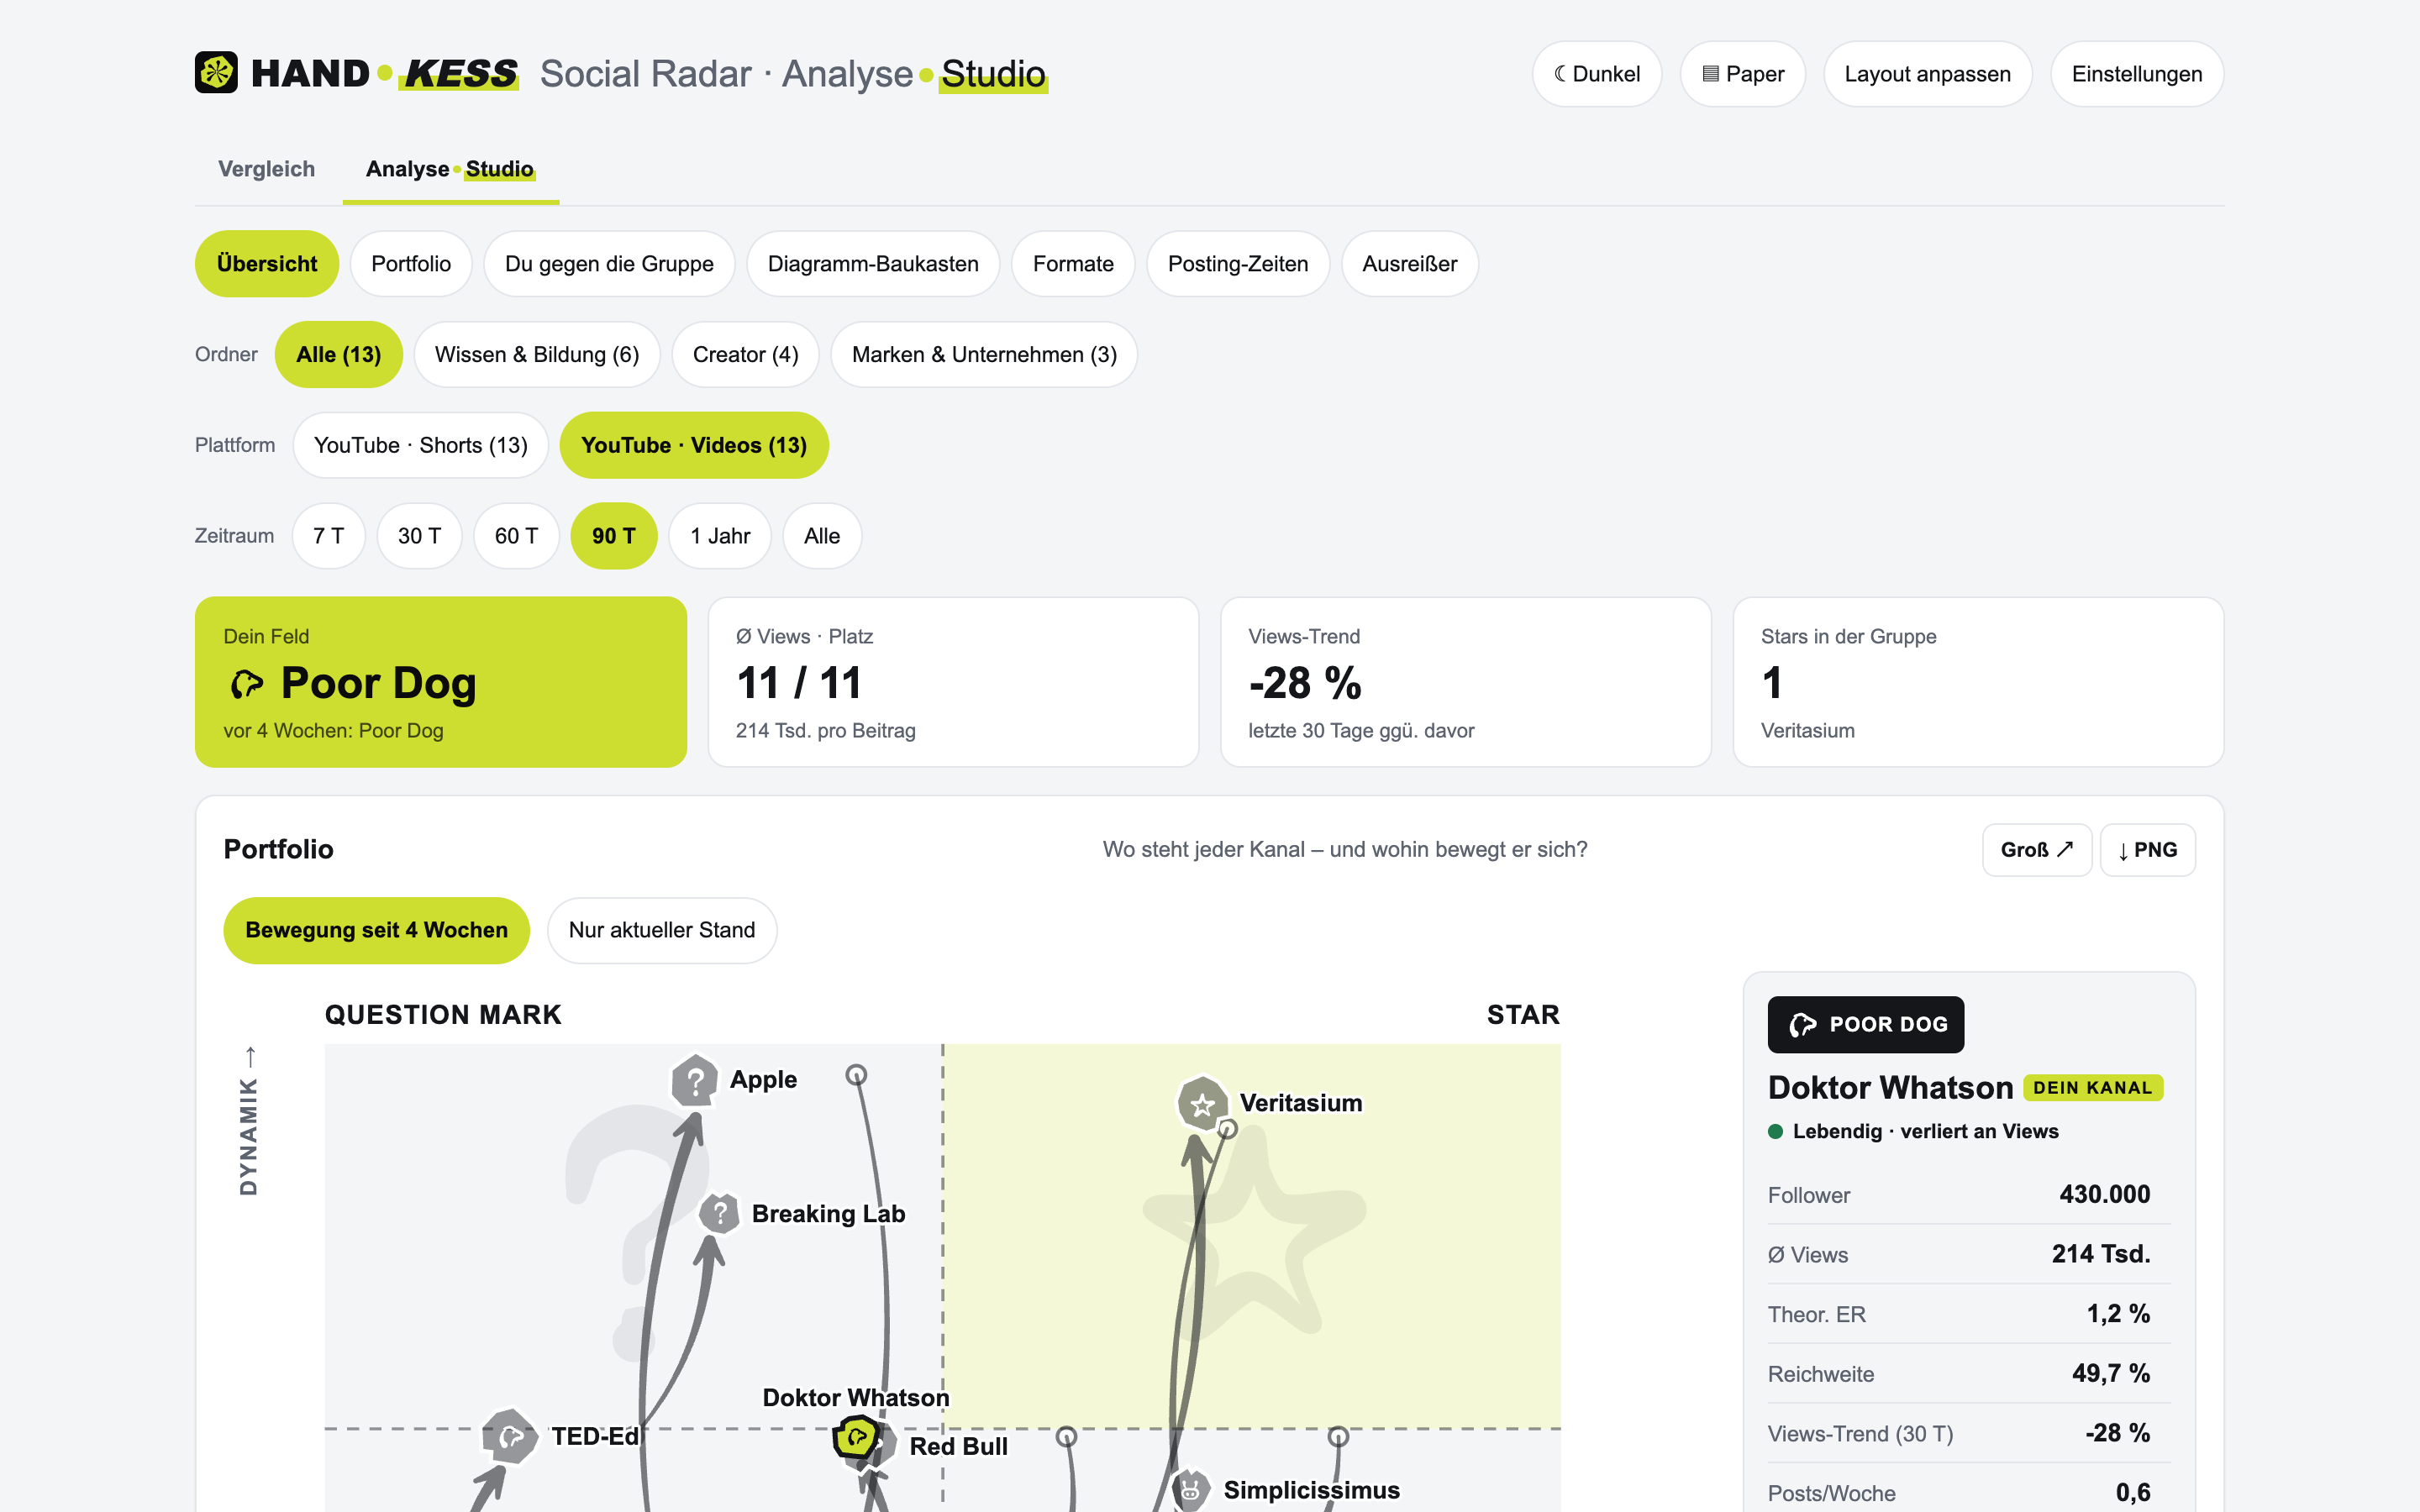 HAND•KESS Social Radar · Analyse•Studio
☾ Dunkel
▤ Paper
Layout anpassen
Einstellungen
Vergleich
Analyse•Studio
Übersicht
Portfolio
Du gegen die Gruppe
Diagramm-Baukasten
Formate
Posting-Zeiten
Ausreißer
Ordner
Alle (13)
Wissen & Bildung (6)
Creator (4)
Marken & Unternehmen (3)
Plattform
YouTube · Shorts (13)
YouTube · Videos (13)
Zeitraum
7 T
30 T
60 T
90 T
1 Jahr
Alle
Dein Feld
Poor Dog
vor 4 Wochen: Poor Dog
Ø Views · Platz
11 / 11
214 Tsd. pro Beitrag
Views-Trend
-28 %
letzte 30 Tage ggü. davor
Stars in der Gruppe
1
Veritasium
Portfolio
Wo steht jeder Kanal – und wohin bewegt er sich?
Groß ↗
↓ PNG
Bewegung seit 4 Wochen
Nur aktueller Stand
QUESTION MARK
STAR
DYNAMIK →
Apple
Veritasium
Breaking Lab
Doktor Whatson
TED-Ed
Red Bull
Simplicissimus
POOR DOG
Doktor Whatson
DEIN KANAL
Lebendig · verliert an Views
Follower 430.000
Ø Views 214 Tsd.
Theor. ER 1,2 %
Reichweite 49,7 %
Views-Trend (30 T) -28 %
Posts/Woche 0,6